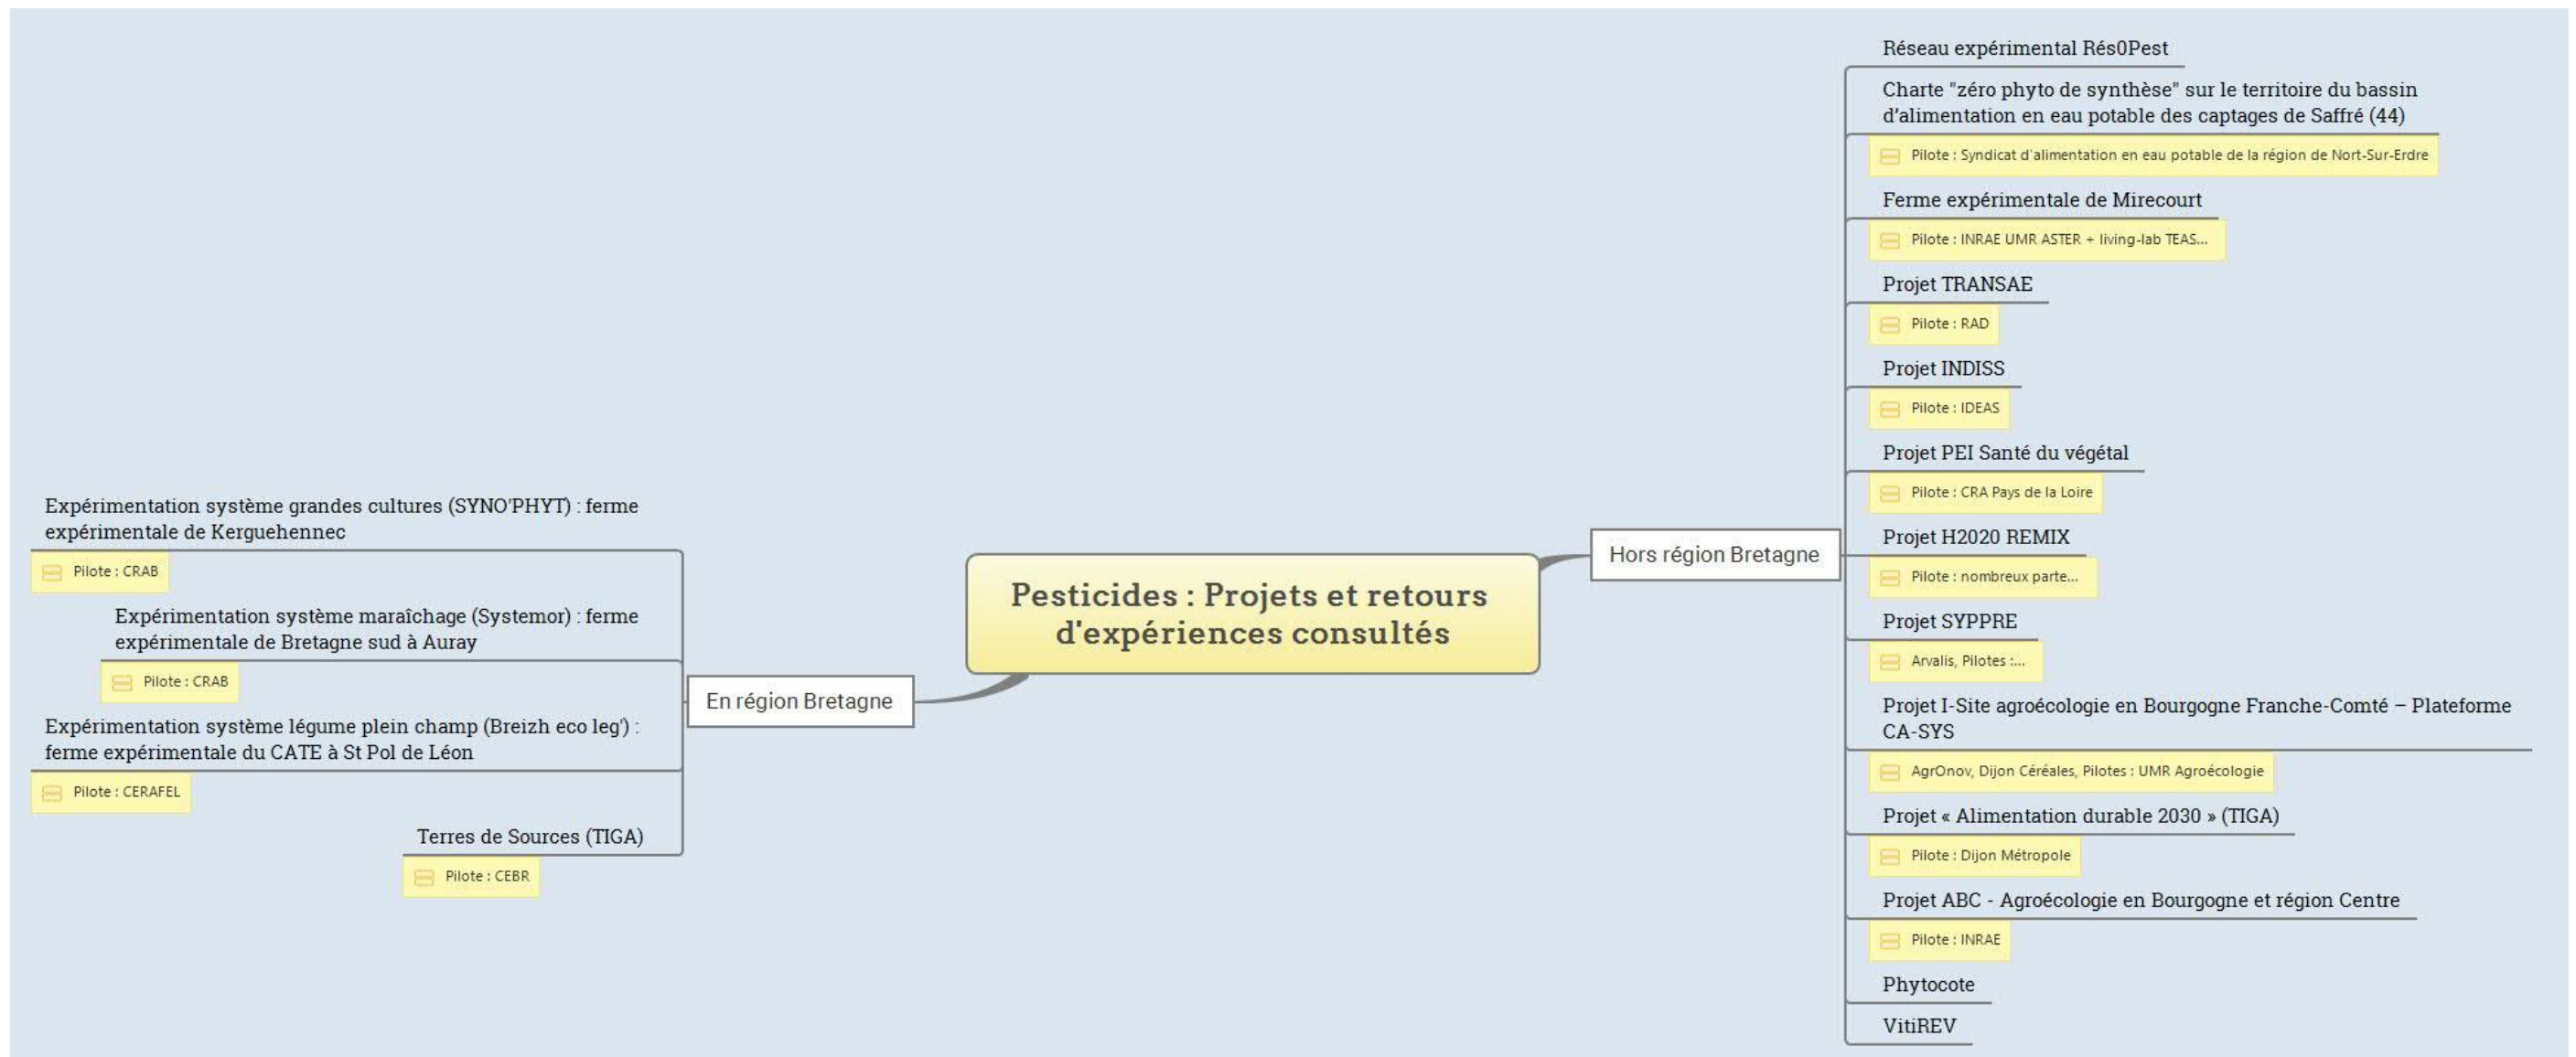 Pesticides : Projets et retours
d'expériences consultés
En région Bretagne
Expérimentation système grandes cultures (SYNO'PHYT) : ferme
expérimentale de Kerguehennec
Pilote : CRAB
Expérimentation système maraîchage (Systemor) : ferme
expérimentale de Bretagne sud à Auray
Pilote : CRAB
Expérimentation système légume plein champ (Breizh eco leg') :
ferme expérimentale du CATE à St Pol de Léon
Pilote : CERAFEL
Terres de Sources (TIGA)
Pilote : CEBR
Hors région Bretagne
Réseau expérimental Rés0Pest
Charte "zéro phyto de synthèse" sur le territoire du bassin
d'alimentation en eau potable des captages de Saffré (44)
Pilote : Syndicat d'alimentation en eau potable de la région de Nort-Sur-Erdre
Ferme expérimentale de Mirecourt
Pilote : INRAE UMR ASTER + living-lab TEAS...
Projet TRANSAE
Pilote : RAD
Projet INDISS
Pilote : IDEAS
Projet PEI Santé du végétal
Pilote : CRA Pays de la Loire
Projet H2020 REMIX
Pilote : nombreux parte...
Projet SYPPRE
Arvalis, Pilotes :...
Projet I-Site agroécologie en Bourgogne Franche-Comté – Plateforme
CA-SYS
AgrOnov, Dijon Céréales, Pilotes : UMR Agroécologie
Projet « Alimentation durable 2030 » (TIGA)
Pilote : Dijon Métropole
Projet ABC - Agroécologie en Bourgogne et région Centre
Pilote : INRAE
Phytocote
VitiREV